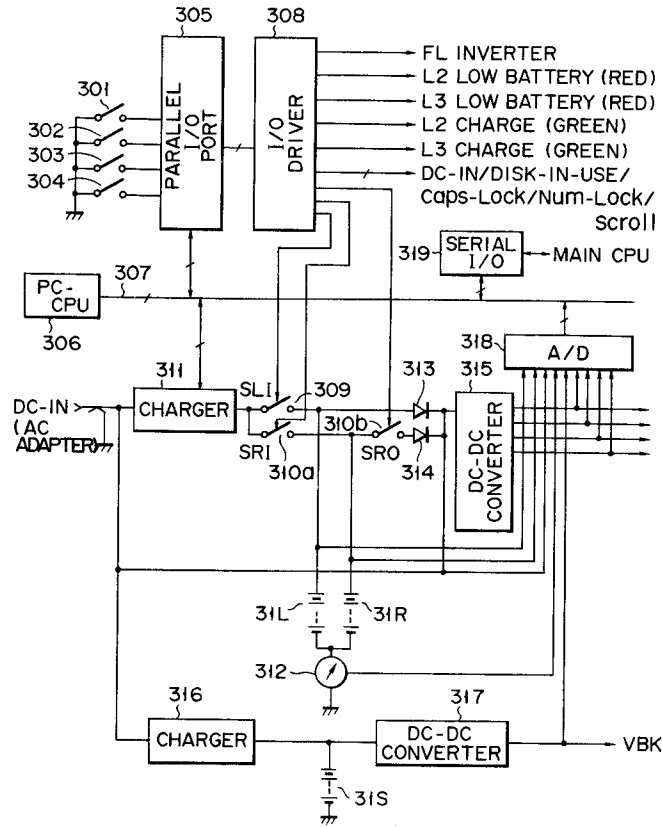 305
308
301
302
303
304
PARALLEL
I/O
PORT
I/O
DRIVER
FL INVERTER
L2 LOW BATTERY (RED)
L3 LOW BATTERY (RED)
L2 CHARGE (GREEN)
L3 CHARGE (GREEN)
DC-IN/DISK-IN-USE/
Caps-Lock/Num-Lock/
Scroll
319
SERIAL
I/O
MAIN CPU
307
PC-
CPU
306
318
A/D
311
CHARGER
SLI
309
313
315
DC-IN
(AC
ADAPTER)
SRI
310a
310b
SRO
314
DC-DC
CONVERTER
31L
31R
312
316
CHARGER
317
DC-DC
CONVERTER
VBK
31S